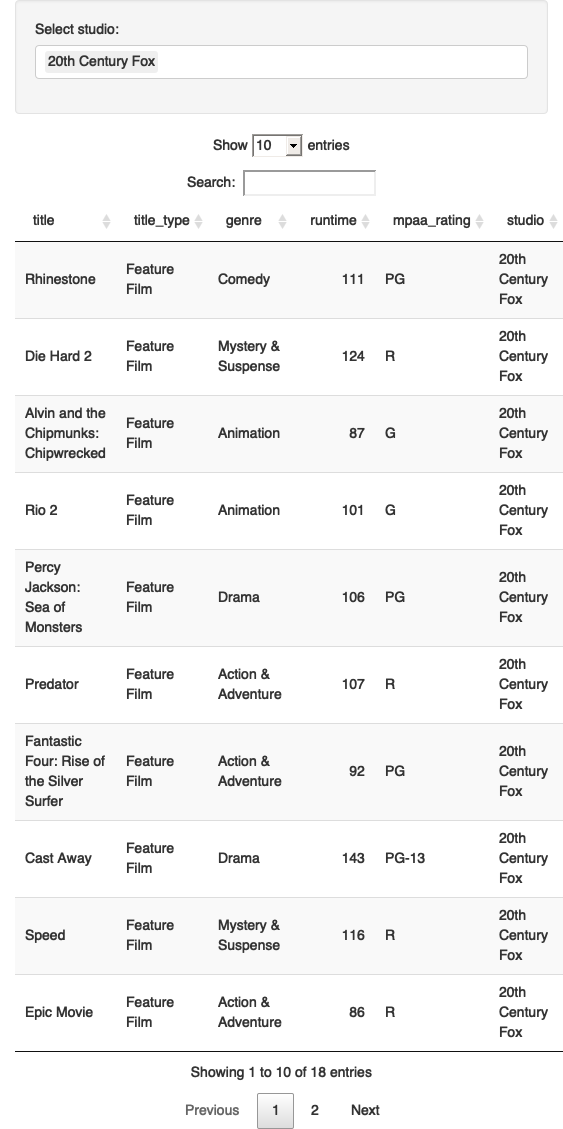 Select studio:
20th Century Fox
Show 10 entries
Search:
title title_type genre runtime mpaa_rating studio
Rhinestone Feature Film Comedy 111 PG 20th Century Fox
Die Hard 2 Feature Film Mystery & Suspense 124 R 20th Century Fox
Alvin and the Chipmunks: Chipwrecked Feature Film Animation 87 G 20th Century Fox
Rio 2 Feature Film Animation 101 G 20th Century Fox
Percy Jackson: Sea of Monsters Feature Film Drama 106 PG 20th Century Fox
Predator Feature Film Action & Adventure 107 R 20th Century Fox
Fantastic Four: Rise of the Silver Surfer Feature Film Action & Adventure 92 PG 20th Century Fox
Cast Away Feature Film Drama 143 PG-13 20th Century Fox
Speed Feature Film Mystery & Suspense 116 R 20th Century Fox
Epic Movie Feature Film Action & Adventure 86 R 20th Century Fox
Showing 1 to 10 of 18 entries
Previous 1 2 Next